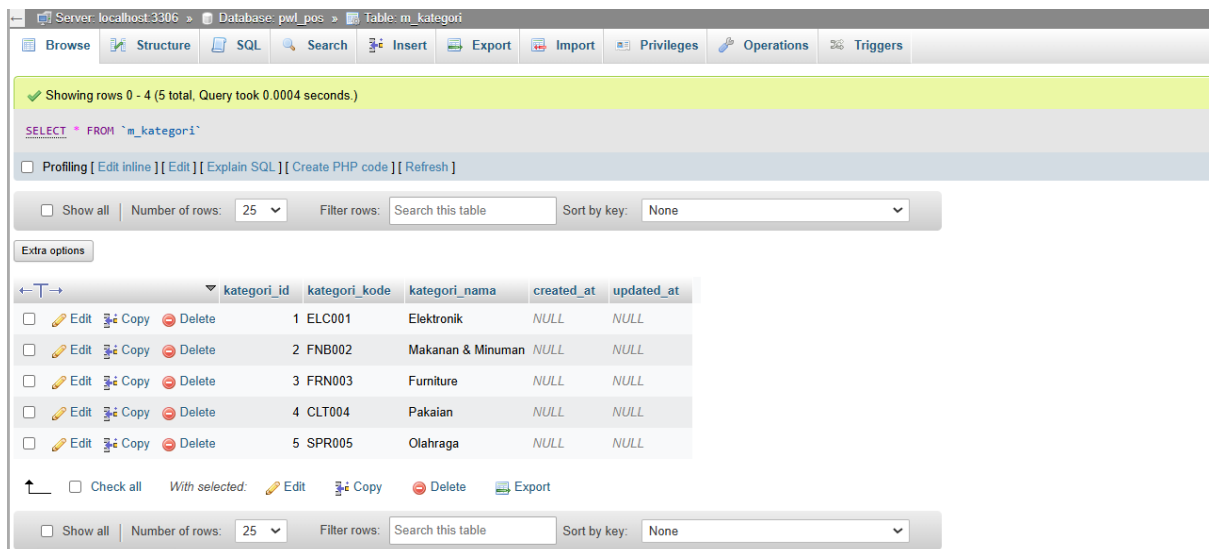 Server: localhost:3306 » Database: pwl_pos » Table: m_kategori
Browse Structure SQL Search Insert Export Import Privileges Operations Triggers
Showing rows 0 - 4 (5 total, Query took 0.0004 seconds.)
SELECT * FROM `m_kategori`
Profiling [ Edit inline ] [ Edit ] [ Explain SQL ] [ Create PHP code ] [ Refresh ]
Show all | Number of rows: 25 Filter rows: Search this table Sort by key: None
Extra options
kategori_id kategori_kode kategori_nama created_at updated_at
Edit Copy Delete 1 ELC001 Elektronik NULL NULL
Edit Copy Delete 2 FNB002 Makanan & Minuman NULL NULL
Edit Copy Delete 3 FRN003 Furniture NULL NULL
Edit Copy Delete 4 CLT004 Pakaian NULL NULL
Edit Copy Delete 5 SPR005 Olahraga NULL NULL
Check all With selected: Edit Copy Delete Export
Show all | Number of rows: 25 Filter rows: Search this table Sort by key: None